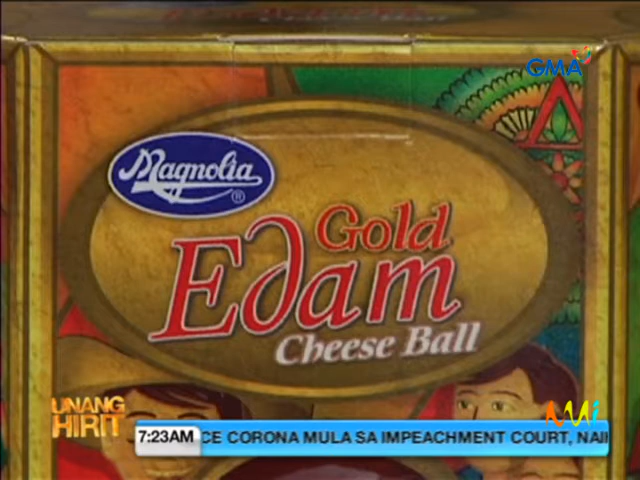 GMA
Magnolia
®
Gold
Edam
Cheese Ball
UNANG
HIRIT
7:23AM
CE CORONA MULA SA IMPEACHMENT COURT, NAI